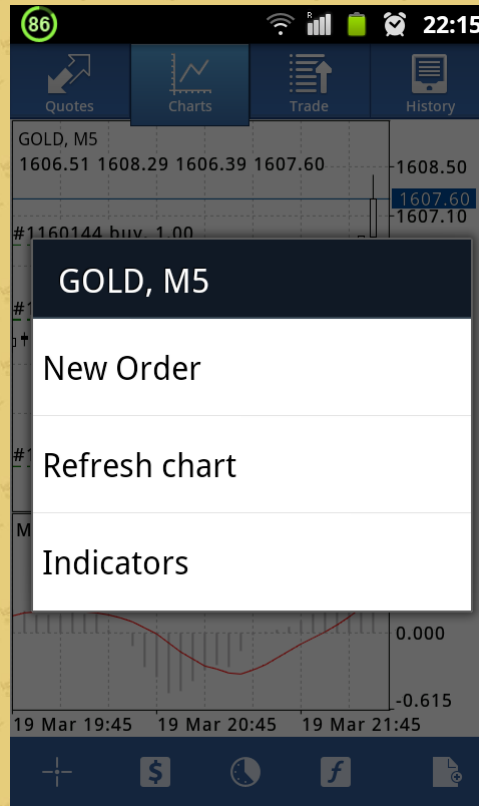 86
R
22:15
Quotes
Charts
Trade
History
GOLD, M5
1606.51 1608.29 1606.39 1607.60
1608.50
1607.60
1607.10
#1160144 buy, 1.00
GOLD, M5
#1
New Order
#1
Refresh chart
M
Indicators
0.000
-0.615
19 Mar 19:45
19 Mar 20:45
19 Mar 21:45
$
f